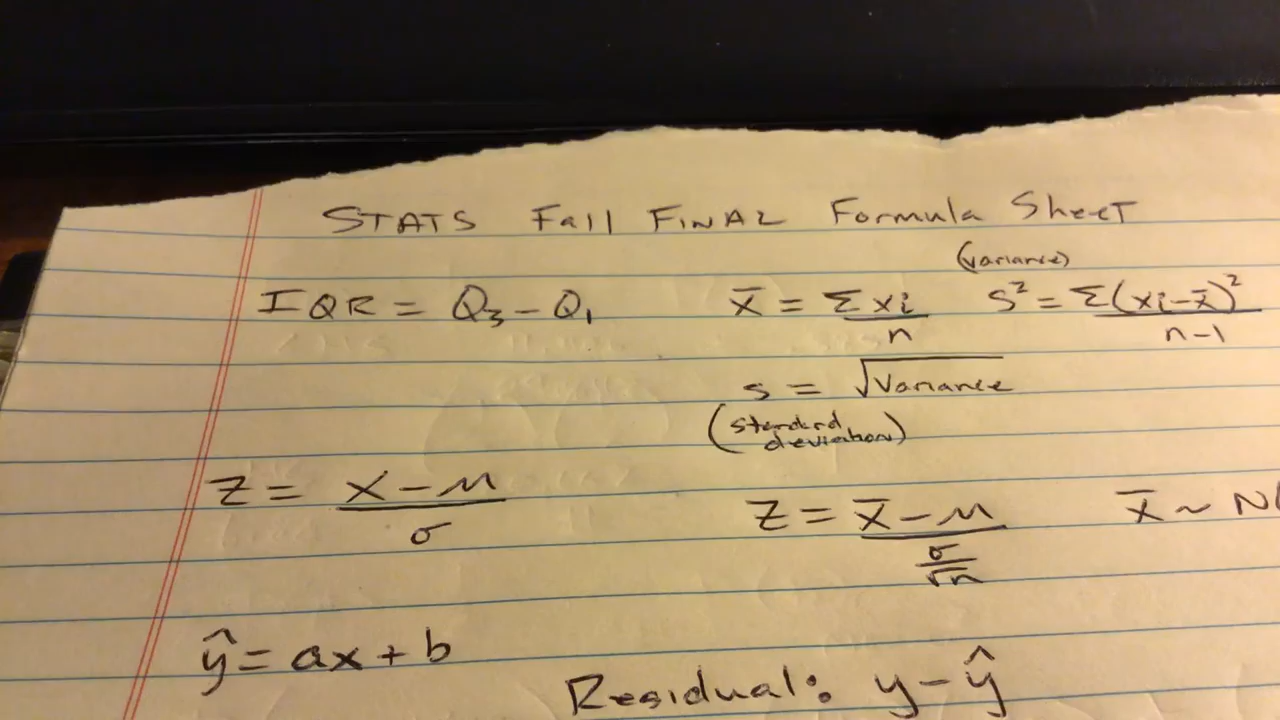 STATS Fall FINAL Formula Sheet
(variance)
IQR = Q₃ - Q₁    x̄ = Σxi / n    s² = Σ(xi - x̄)² / n-1
s = √Variance
(standard deviation)
Z = X - μ / σ    Z = x̄ - μ / (σ / √n)    x̄ ~ N(
ŷ = ax + b
Residual: y - ŷ